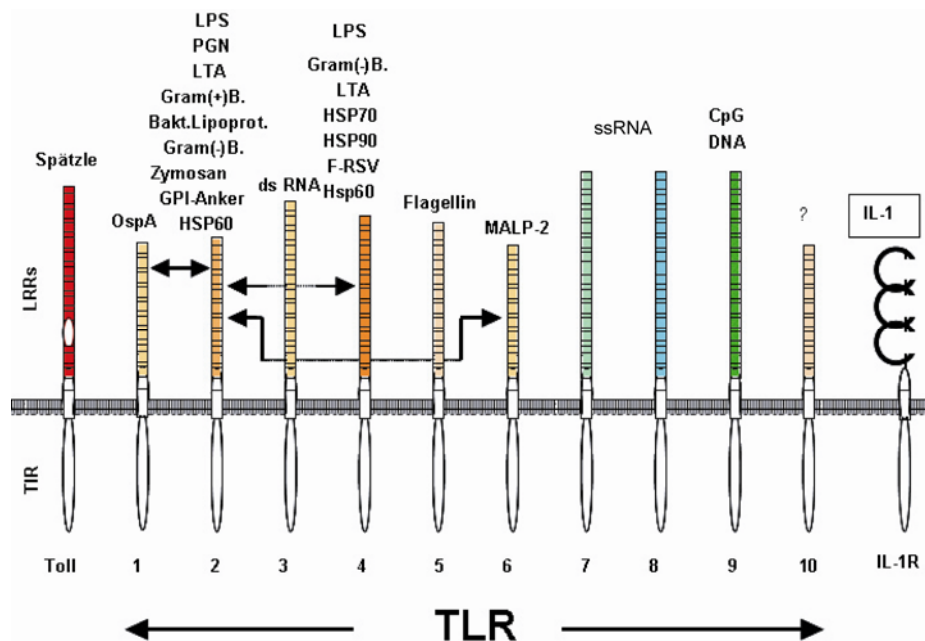 LPS
PGN
LTA
Gram(+)B.
Bakt.Lipoprot.
Gram(-)B.
Zymosan
GPI-Anker
HSP60
LPS
Gram(-)B.
LTA
HSP70
HSP90
F-RSV
Hsp60
Spätzle
OspA
ds RNA
Flagellin
MALP-2
ssRNA
CpG
DNA
?
IL-1
LRRs
TIR
Toll 1 2 3 4 5 6 7 8 9 10 IL-1R
TLR